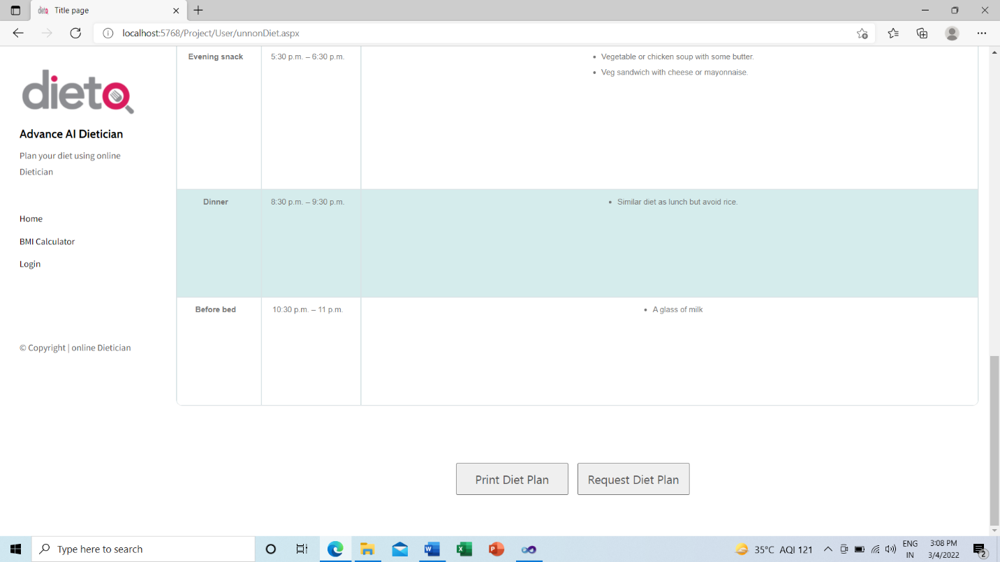 Title page
localhost:5768/Project/User/unnonDiet.aspx
dieto
Advance AI Dietician
Plan your diet using online
Dietician
Home
BMI Calculator
Login
© Copyright | online Dietician
Evening snack 5:30 p.m. – 6:30 p.m.
• Vegetable or chicken soup with some butter.
• Veg sandwich with cheese or mayonnaise.
Dinner 8:30 p.m. – 9:30 p.m. • Similar diet as lunch but avoid rice.
Before bed 10:30 p.m. – 11 p.m. • A glass of milk
Print Diet Plan Request Diet Plan
Type here to search
35°C AQI 121
ENG
IN
3:08 PM
3/4/2022
2